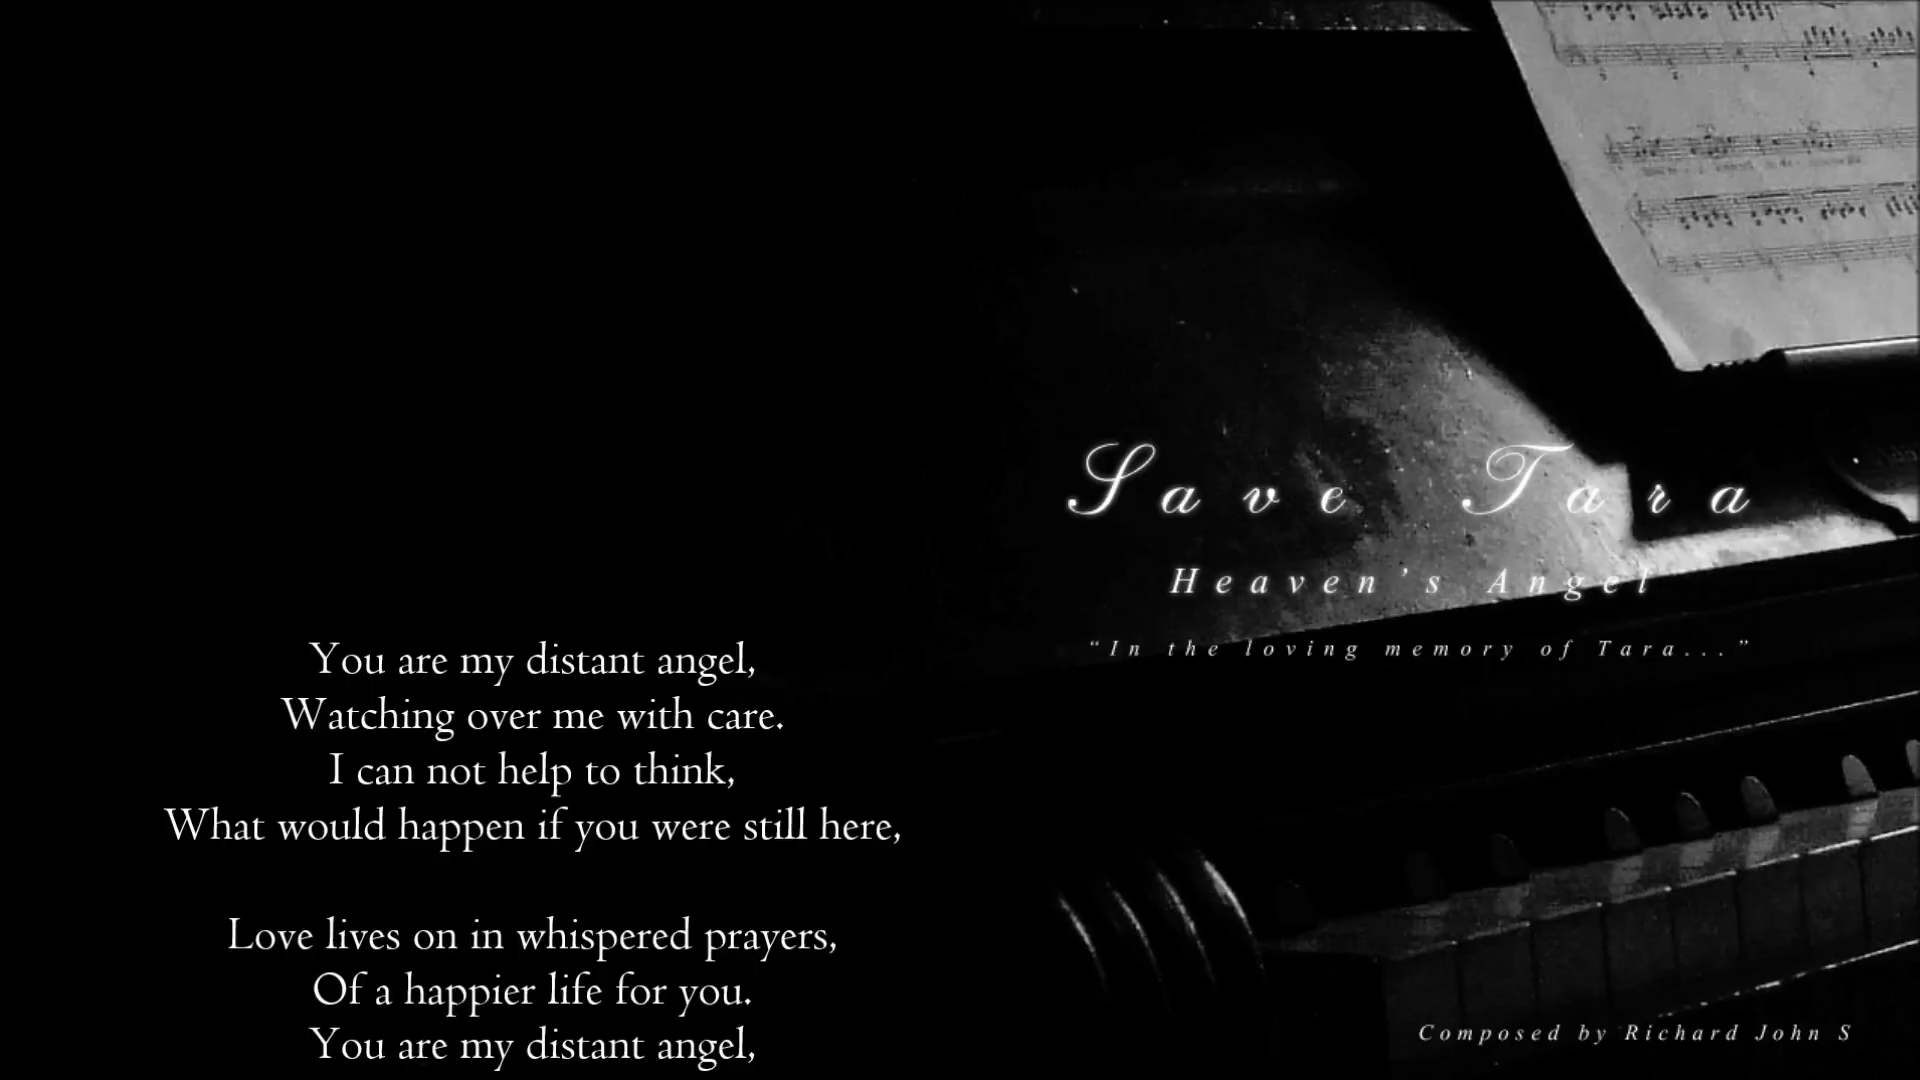 You are my distant angel,
Watching over me with care.
I can not help to think,
What would happen if you were still here,
Love lives on in whispered prayers,
Of a happier life for you.
You are my distant angel,
Save Tara
Heaven's Angel
“In the loving memory of Tara...”
Composed by Richard John S